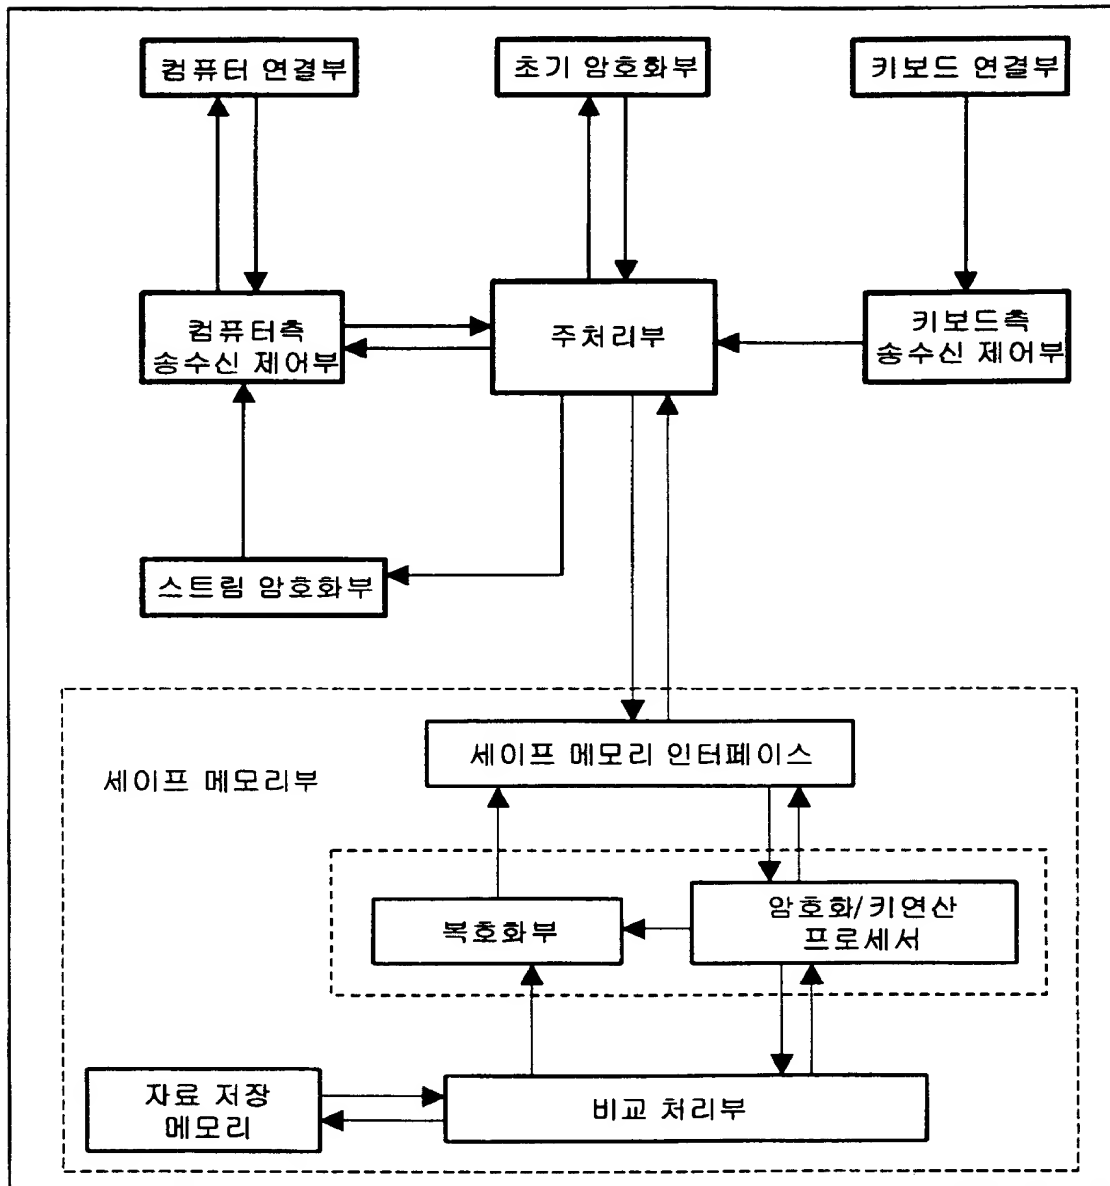 컴퓨터 연결부
초기 암호화부
키보드 연결부
컴퓨터측
송수신 제어부
주처리부
키보드측
송수신 제어부
스트림 암호화부
세이프 메모리부
세이프 메모리 인터페이스
복호화부
암호화/키연산
프로세서
자료 저장
메모리
비교 처리부